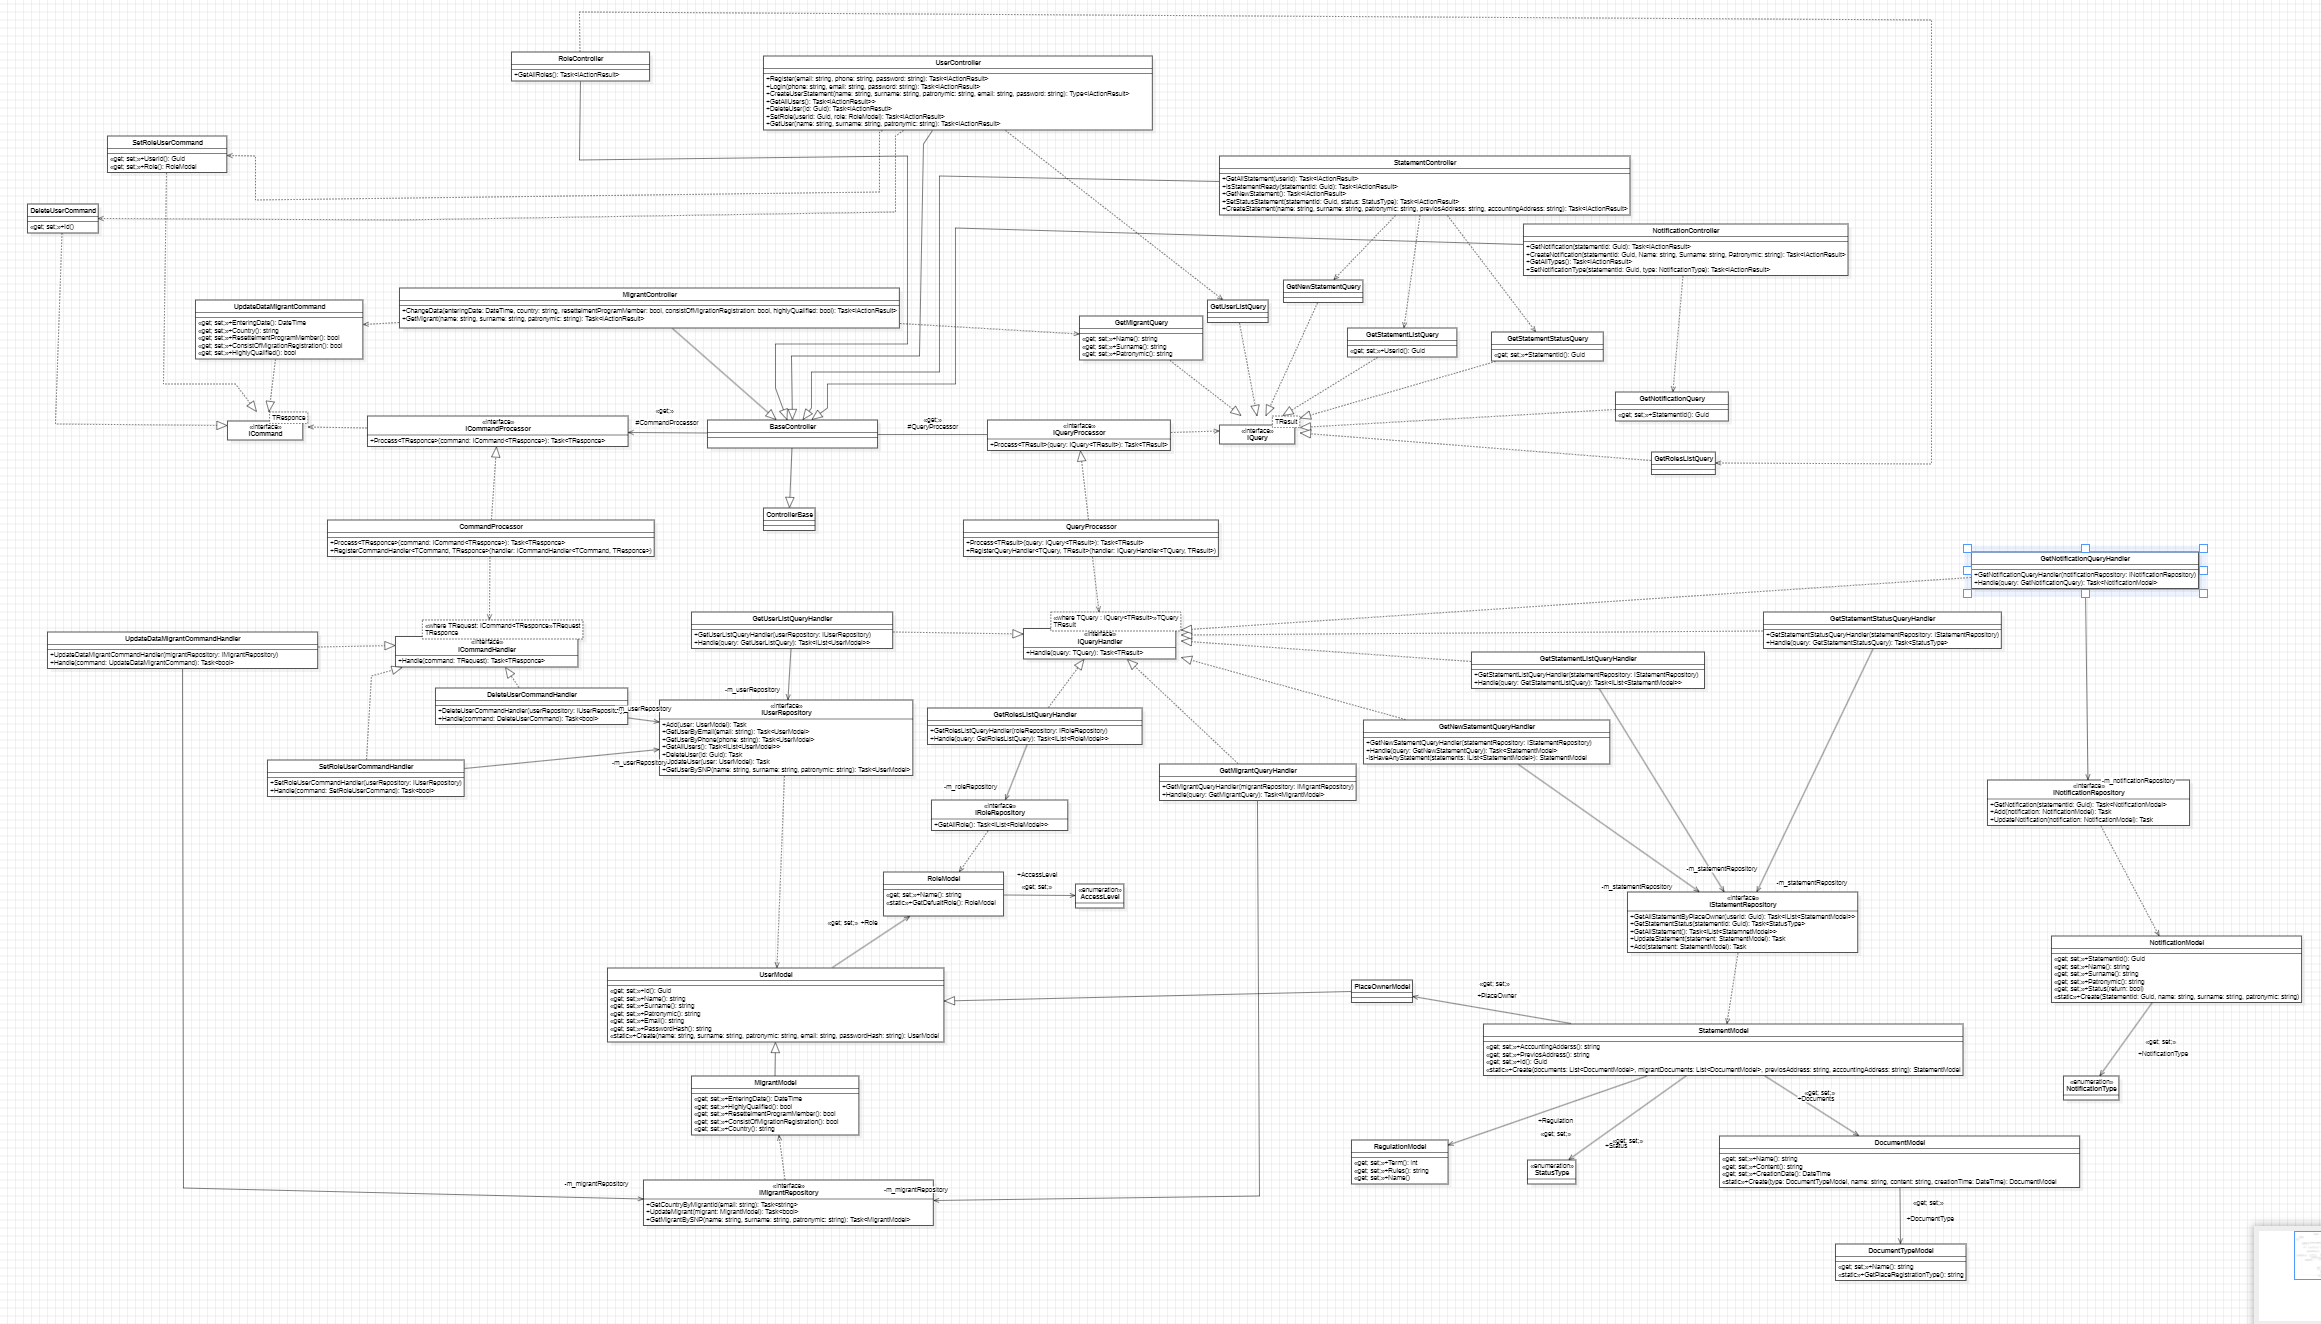 RoleController
+GetAllRoles(): Task<IActionResult>
UserController
+Register(email: string, phone: string, password: string): Task<IActionResult>
+Login(phone: string, email: string, password: string): Task<IActionResult>
+CreateUserStatement(name: string, surname: string, patronymic: string, email: string, password: string): Type<IActionResult>
+GetAllUsers(): Task<IActionResult>>
+DeleteUser(id: Guid): Task<IActionResult>
+SetRole(userId: Guid, role: RoleModel): Task<IActionResult>
+GetUser(name: string, surname: string, patronymic: string): Task<IActionResult>
SetRoleUserCommand
«get; set;»+UserId(): Guid
«get; set;»+Role(): RoleModel
StatementController
+GetAllStatement(userId): Task<IActionResult>
+IsStatementReady(statementId: Guid): Task<IActionResult>
+GetNewStatement(): Task<IActionResult>
+SetStatusStatement(statementId: Guid, status: StatusType): Task<IActionResult>
+CreateStatement(name: string, surname: string, patronymic: string, previosAddress: string, accountingAddress: string): Task<IActionResult>
DeleteUserCommand
«get; set;»+Id()
NotificationController
+GetNotification(statementId: Guid): Task<IActionResult>
+CreateNotification(statementId: Guid, Name: string, Surname: string, Patronymic: string): Task<IActionResult>
+GetAllTypes(): Task<IActionResult>
+SetNotificationType(statementId: Guid, type: NotificationType): Task<IActionResult>
GetNewStatementQuery
MigrantController
+ChangeData(enteringDate: DateTime, country: string, resettelmentProgramMember: bool, consistOfMigrationRegistration: bool, highlyQualified: bool): Task<IActionResult>
+GetMigrant(name: string, surname: string, patronymic: string): Task<IActionResult>
UpdateDataMigrantCommand
«get; set;»+EnteringDate(): DateTime
«get; set;»+Country(): string
«get; set;»+ResettelmentProgramMember(): bool
«get; set;»+ConsistOfMigrationRegistration(): bool
«get; set;»+HighlyQualified(): bool
GetUserListQuery
GetMigrantQuery
«get; set;»+Name(): string
«get; set;»+Surname(): string
«get; set;»+Patronymic(): string
GetStatementListQuery
«get; set;»+UserId(): Guid
GetStatementStatusQuery
«get; set;»+StatementId(): Guid
GetNotificationQuery
«get; set;»+StatementId(): Guid
TResponce
«interface»
ICommand
«interface»
ICommandProcessor
+Process<TResponce>(command: ICommand<TResponce>): Task<TResponce>
«get;»
#CommandProcessor
BaseController
«get;»
#QueryProcessor
«interface»
IQueryProcessor
+Process<TResult>(query: IQuery<TResult>): Task<TResult>
TResult
«interface»
IQuery
GetRolesListQuery
ControllerBase
CommandProcessor
+Process<TResponce>(command: ICommand<TResponce>): Task<TResponce>
+RegisterCommandHandler<TCommand, TResponce>(handler: ICommandHandler<TCommand, TResponce>)
QueryProcessor
+Process<TResult>(query: IQuery<TResult>): Task<TResult>
+RegisterQueryHandler<TQuery, TResult>(handler: IQueryHandler<TQuery, TResult>)
GetNotificationQueryHandler
+GetNotificationQueryHandler(notificationRepository: INotificationRepository)
+Handle(query: GetNotificationQuery): Task<NotificationModel>
«where TRequest: ICommand<TResponce»TRequest
TResponce
«interface»
ICommandHandler
+Handle(command: TRequest): Task<TResponce>
UpdateDataMigrantCommandHandler
+UpdateDataMigrantCommandHandler(migrantRepository: IMigrantRepository)
+Handle(command: UpdateDataMigrantCommand): Task<bool>
GetUserListQueryHandler
+GetUserListQueryHandler(userRepository: IUserRepository)
+Handle(query: GetUserListQuery): Task<List<UserModel>>
«where TQuery : IQuery<TResult»TQuery
TResult
«interface»
IQueryHandler
+Handle(query: TQuery): Task<TResult>
GetStatementStatusQueryHandler
+GetStatementStatusQueryHandler(statementRepository: IStatementRepository)
+Handle(query: GetStatementStatusQuery): Task<StatusType>
GetStatementListQueryHandler
+GetStatementListQueryHandler(statementRepository: IStatementRepository)
+Handle(query: GetStatementListQuery): Task<IList<StatementModel>>
DeleteUserCommandHandler
+DeleteUserCommandHandler(userRepository:
+Handle(command: DeleteUserCommand): Task<bool>
-m_userRepository
-m_userRepository
«interface»
IUserRepository
+Add(user: UserModel): Task
+GetUserByEmail(email: string): Task<UserModel>
+GetUserByPhone(phone: string): Task<UserModel>
+GetAllUsers(): Task<IList<UserModel>>
+DeleteUser(id: Guid): Task
UpdateUser(user: UserModel): Task
+GetUserBySNP(name: string, surname: string, patronymic: string): Task<UserModel>
-m_userRepository
SetRoleUserCommandHandler
+SetRoleUserCommandHandler(userRepository: IUserRepository)
+Handle(command: SetRoleUserCommand): Task<bool>
GetRolesListQueryHandler
+GetRolesListQueryHandler(roleRepository: IRoleRepository)
+Handle(query: GetRolesListQuery): Task<IList<RoleModel>>
GetNewSatementQueryHandler
+GetNewSatementQueryHandler(statementRepository: IStatementRepository)
+Handle(query: GetNewStatementQuery): Task<StatementModel>
-IsHaveAnyStatement(statements: IList<StatementModel>): StatementModel
GetMigrantQueryHandler
+GetMigrantQueryHandler(migrantRepository: IMigrantRepository)
+Handle(query: GetMigrantQuery): Task<MigrantModel>
-m_roleRepository
«interface»
IRoleRepository
+GetAllRole(): Task<IList<RoleModel>>
-m_notificationRepository
«interface»
INotificationRepository
+GetNotification(statementId: Guid): Task<NotificationModel>
+Add(notification: NotificationModel): Task
+UpdateNotification(notification: NotificationModel): Task
RoleModel
«get; set;»+Name(): string
«static»+GetDefualtRole(): RoleModel
+AccessLevel
«get; set;»
«enumeration»
AccessLevel
«get; set;» +Role
-m_statementRepository
-m_statementRepository
-m_statementRepository
«interface»
IStatementRepository
+GetAllStatementByPlaceOwner(userId: Guid): Task<IList<StatementModel>>
+GetStatementStatus(statementId: Guid): Task<StatusType>
+GetAllStatement(): Task<IList<StatemnetModel>>
+UpdateStatement(statement: StatementModel): Task
+Add(statement: StatementModel): Task
NotificationModel
«get; set;»+StatementId(): Guid
«get; set;»+Name(): string
«get; set;»+Surname(): string
«get; set;»+Patronymic(): string
«get; set;»+Status(return: bool)
«static»+Create(StatementId: Guid, name: string, surname: string, patronymic: string)
UserModel
«get; set;»+Id(): Guid
«get; set;»+Name(): string
«get; set;»+Surname(): string
«get; set;»+Patronymic(): string
«get; set;»+Email(): string
«get; set;»+PasswordHash(): string
«static»+Create(name: string, surname: string, patronymic: string, email: string, passwordHash: string): UserModel
PlaceOwnerModel
«get; set;»
+PlaceOwner
StatementModel
«get; set;»+AccountingAdderss(): string
«get; set;»+PreviosAddress(): string
«get; set;»+Id(): Guid
«static»+Create(documents: List<DocumentModel>, migrantDocuments: List<DocumentModel>, previosAddress: string, accountingAddress: string): StatementModel
«get; set;»
+NotificationType
«enumeration»
NotificationType
MigrantModel
«get; set;»+EnteringDate(): DateTime
«get; set;»+HighlyQualified(): bool
«get; set;»+ResettelmentProgramMember(): bool
«get; set;»+ConsistOfMigrationRegistration(): bool
«get; set;»+Country(): string
«get; set;»
+Documents
+Regulation
«get; set;»
«get; set;»
+Status
RegulationModel
«get; set;»+Term(): int
«get; set;»+Rules(): string
«get; set;»+Name()
«enumeration»
StatusType
DocumentModel
«get; set;»+Name(): string
«get; set;»+Content(): string
«get; set;»+CreationDate(): DateTime
«static»+Create(type: DocumentTypeModel, name: string, content: string, creationTime: DateTime): DocumentModel
-m_migrantRepository
-m_migrantRepository
«interface»
IMigrantRepository
+GetCountryByMigrantId(email: string): Task<string>
+UpdateMigrant(migrant: MigrantModel): Task<bool>
+GetMigrantBySNP(name: string, surname: string, patronymic: string): Task<MigrantModel>
«get; set;»
+DocumentType
DocumentTypeModel
«get; set;»+Name(): string
«static»+GetPlaceRegistrationType(): string